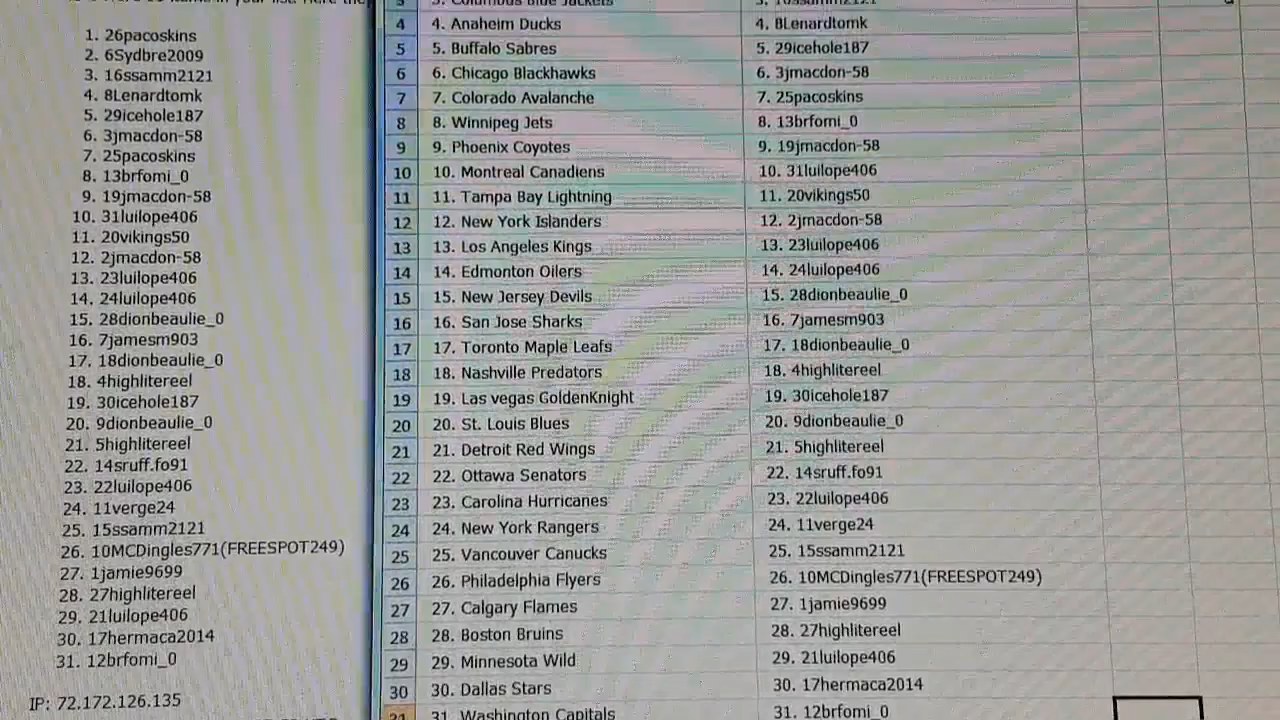 1. 26pacoskins
2. 6Sydbre2009
3. 16ssamm2121
4. 8Lenardtomk
5. 29icehole187
6. 3jmacdon-58
7. 25pacoskins
8. 13brfomi_0
9. 19jmacdon-58
10. 31luilope406
11. 20vikings50
12. 2jmacdon-58
13. 23luilope406
14. 24luilope406
15. 28dionbeaulie_0
16. 7jamesm903
17. 18dionbeaulie_0
18. 4highlitereel
19. 30icehole187
20. 9dionbeaulie_0
21. 5highlitereel
22. 14sruff.fo91
23. 22luilope406
24. 11verge24
25. 15ssamm2121
26. 10MCDingles771(FREESPOT249)
27. 1jamie9699
28. 27highlitereel
29. 21luilope406
30. 17hermaca2014
31. 12brfomi_0
IP: 72.172.126.135
3 3. Columbus Blue Jackets 3. 16ssamm2121
4 4. Anaheim Ducks 4. 8Lenardtomk
5 5. Buffalo Sabres 5. 29icehole187
6 6. Chicago Blackhawks 6. 3jmacdon-58
7 7. Colorado Avalanche 7. 25pacoskins
8 8. Winnipeg Jets 8. 13brfomi_0
9 9. Phoenix Coyotes 9. 19jmacdon-58
10 10. Montreal Canadiens 10. 31luilope406
11 11. Tampa Bay Lightning 11. 20vikings50
12 12. New York Islanders 12. 2jmacdon-58
13 13. Los Angeles Kings 13. 23luilope406
14 14. Edmonton Oilers 14. 24luilope406
15 15. New Jersey Devils 15. 28dionbeaulie_0
16 16. San Jose Sharks 16. 7jamesm903
17 17. Toronto Maple Leafs 17. 18dionbeaulie_0
18 18. Nashville Predators 18. 4highlitereel
19 19. Las vegas GoldenKnight 19. 30icehole187
20 20. St. Louis Blues 20. 9dionbeaulie_0
21 21. Detroit Red Wings 21. 5highlitereel
22 22. Ottawa Senators 22. 14sruff.fo91
23 23. Carolina Hurricanes 23. 22luilope406
24 24. New York Rangers 24. 11verge24
25 25. Vancouver Canucks 25. 15ssamm2121
26 26. Philadelphia Flyers 26. 10MCDingles771(FREESPOT249)
27 27. Calgary Flames 27. 1jamie9699
28 28. Boston Bruins 28. 27highlitereel
29 29. Minnesota Wild 29. 21luilope406
30 30. Dallas Stars 30. 17hermaca2014
31 31. Washington Capitals 31. 12brfomi_0